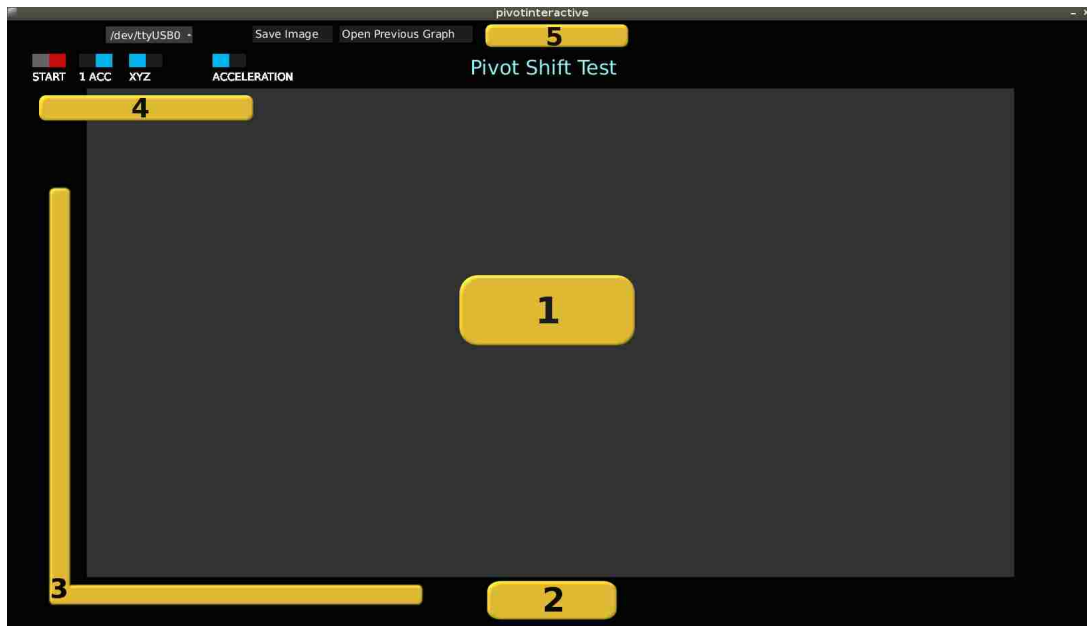 pivotinteractive
/dev/ttyUSB0 Save Image Open Previous Graph 5
START 1 ACC XYZ ACCELERATION Pivot Shift Test
4
1
3
2